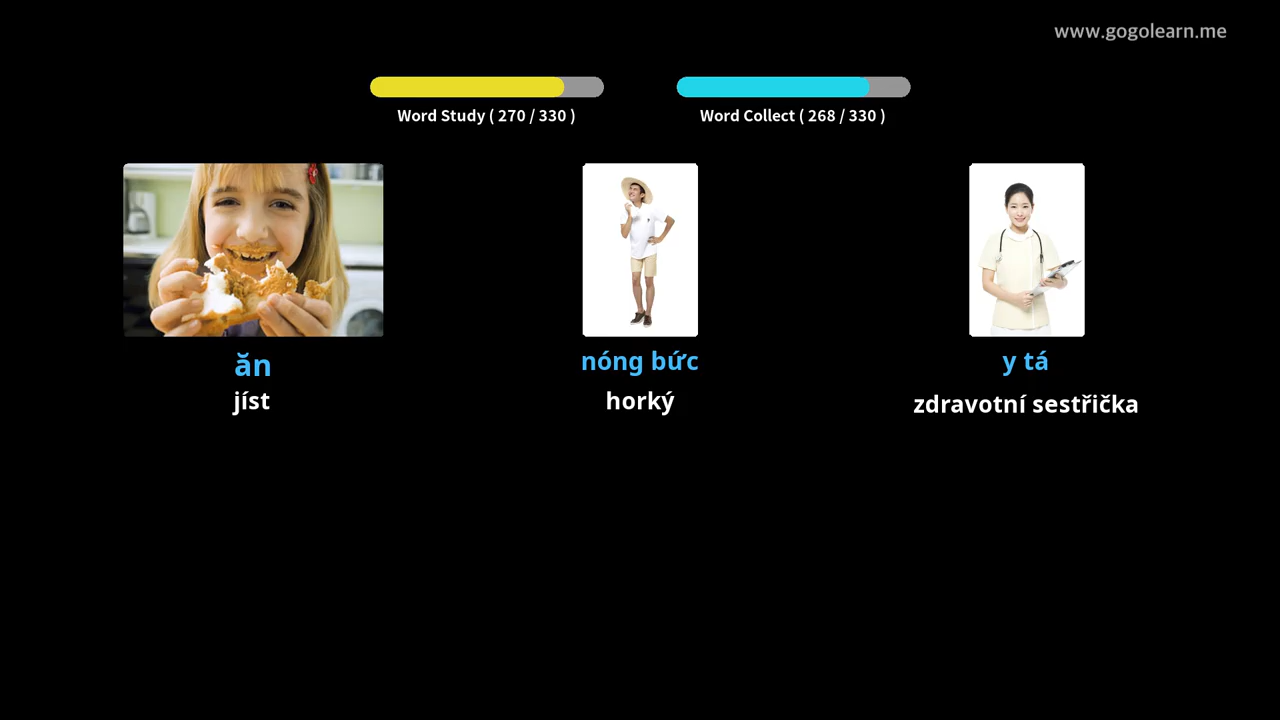 www.gogolearn.me
Word Study ( 270 / 330 )
Word Collect ( 268 / 330 )
ăn
nóng bức
y tá
jíst
horký
zdravotní sestřička